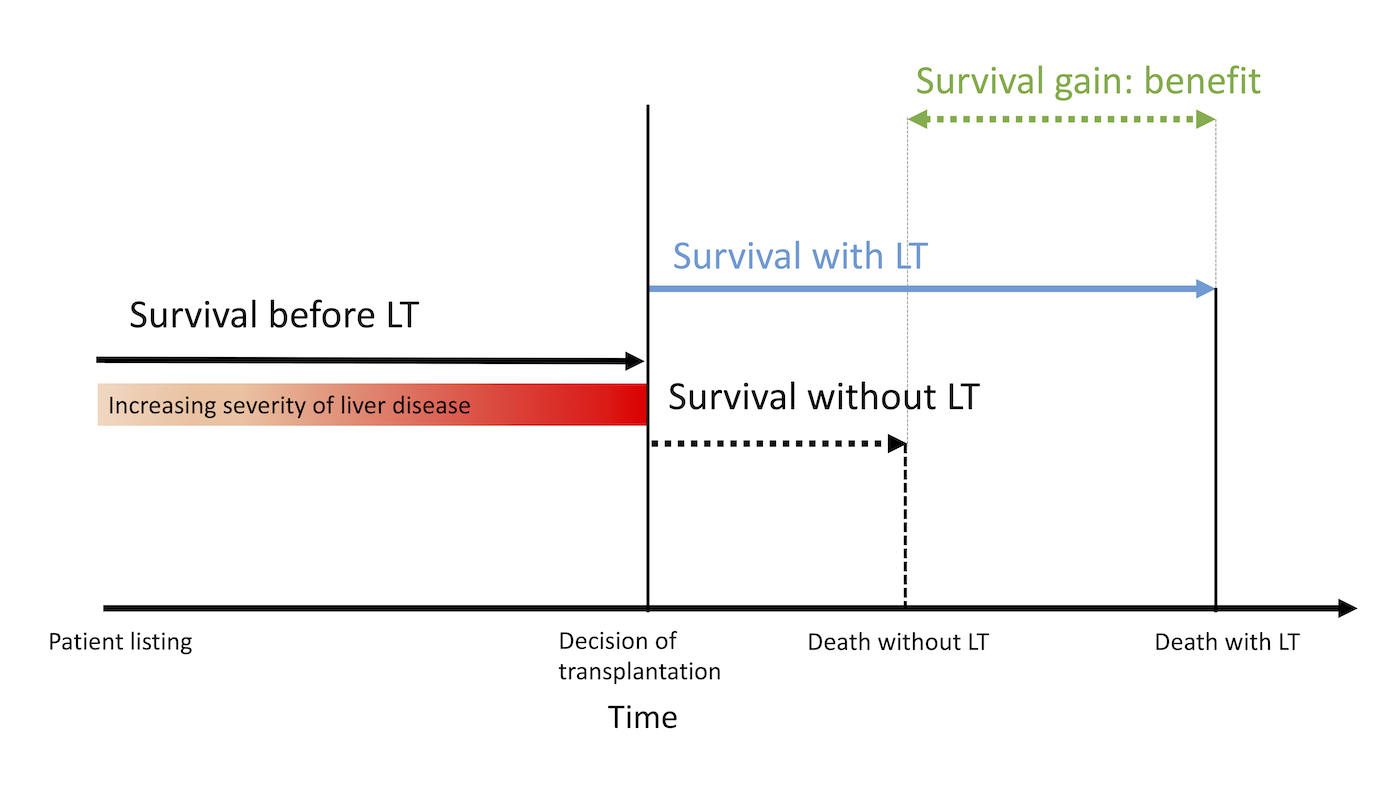 Survival gain: benefit
Survival with LT
Survival before LT
Increasing severity of liver disease
Survival without LT
Patient listing
Decision of
transplantation
Death without LT
Death with LT
Time